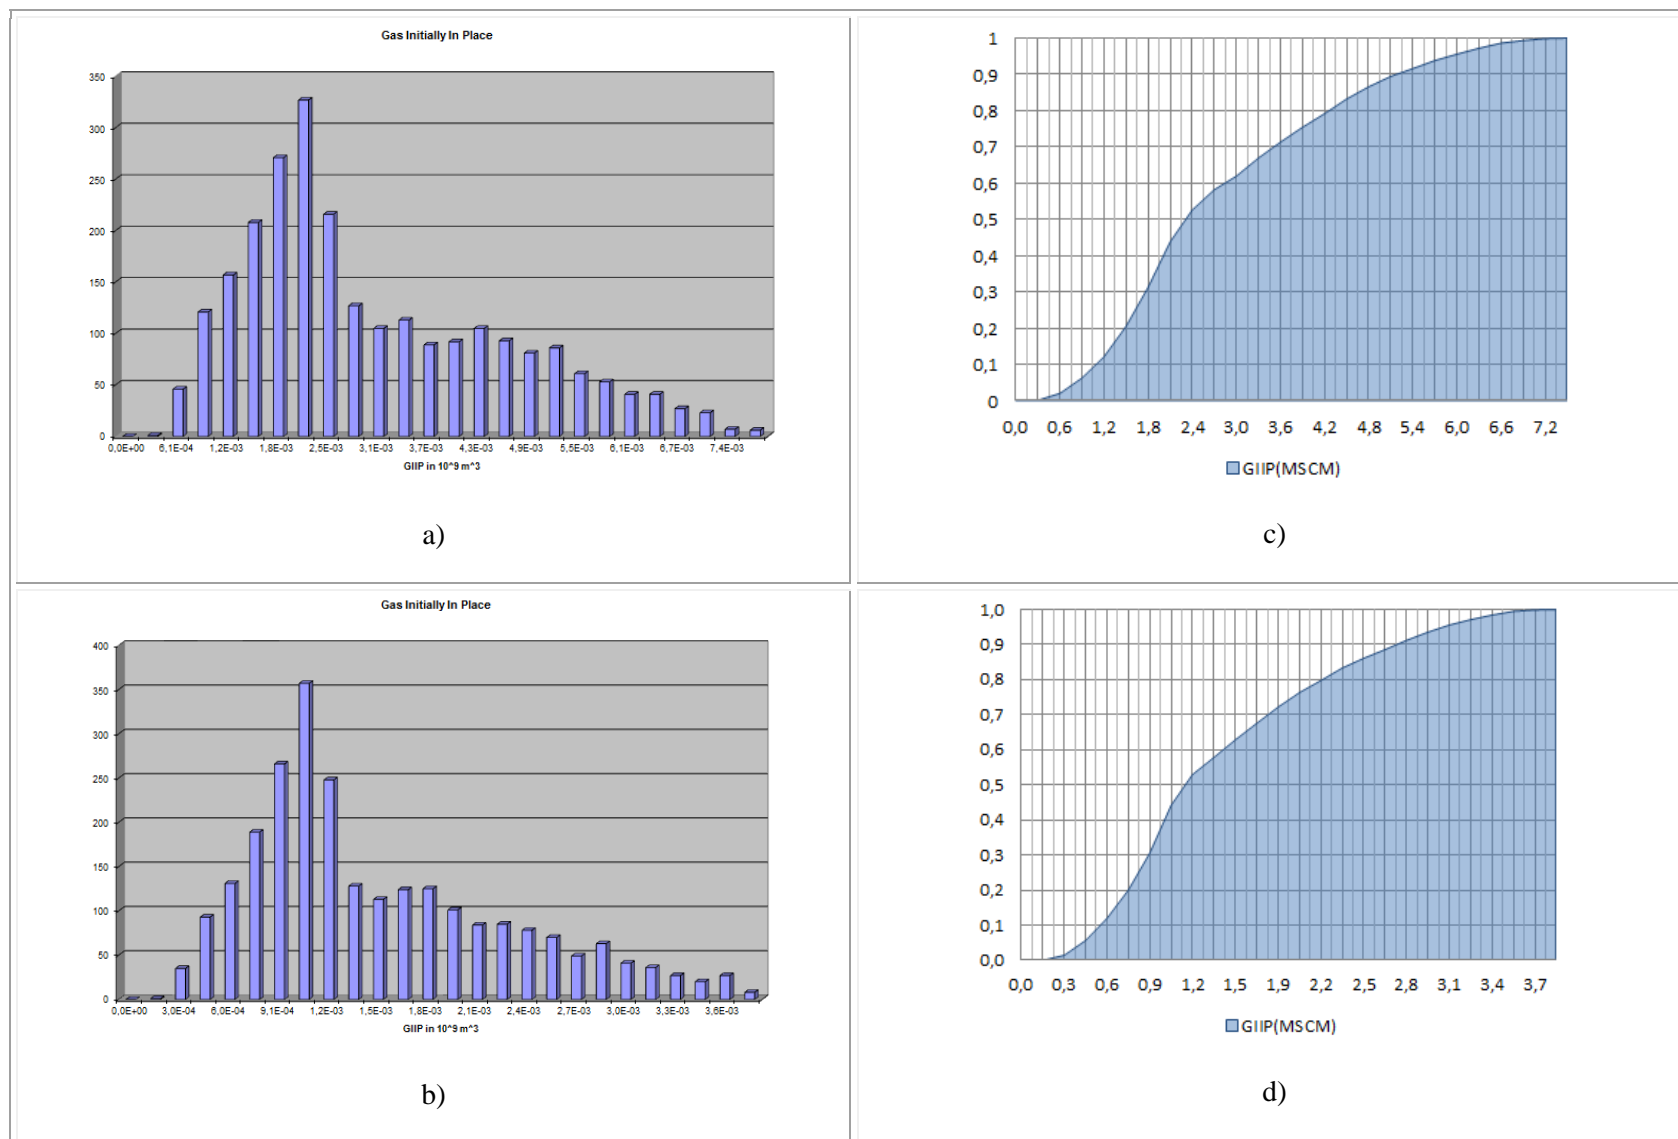 Gas Initially In Place
350
300
250
200
150
100
50
0
0,0E+00 6,1E-04 1,2E-03 1,8E-03 2,5E-03 3,1E-03 3,7E-03 4,3E-03 4,9E-03 5,5E-03 6,1E-03 6,7E-03 7,4E-03
GIIP in 10^9 m^3
a)
1
0,9
0,8
0,7
0,6
0,5
0,4
0,3
0,2
0,1
0
0,0 0,6 1,2 1,8 2,4 3,0 3,6 4,2 4,8 5,4 6,0 6,6 7,2
GIIP(MSCM)
c)
Gas Initially In Place
400
350
300
250
200
150
100
50
0
0,0E+00 3,0E-04 6,0E-04 9,1E-04 1,2E-03 1,5E-03 1,8E-03 2,1E-03 2,4E-03 2,7E-03 3,0E-03 3,3E-03 3,6E-03
GIIP in 10^9 m^3
b)
1,0
0,9
0,8
0,7
0,6
0,5
0,4
0,3
0,2
0,1
0,0
0,0 0,3 0,6 0,9 1,2 1,5 1,9 2,2 2,5 2,8 3,1 3,4 3,7
GIIP(MSCM)
d)